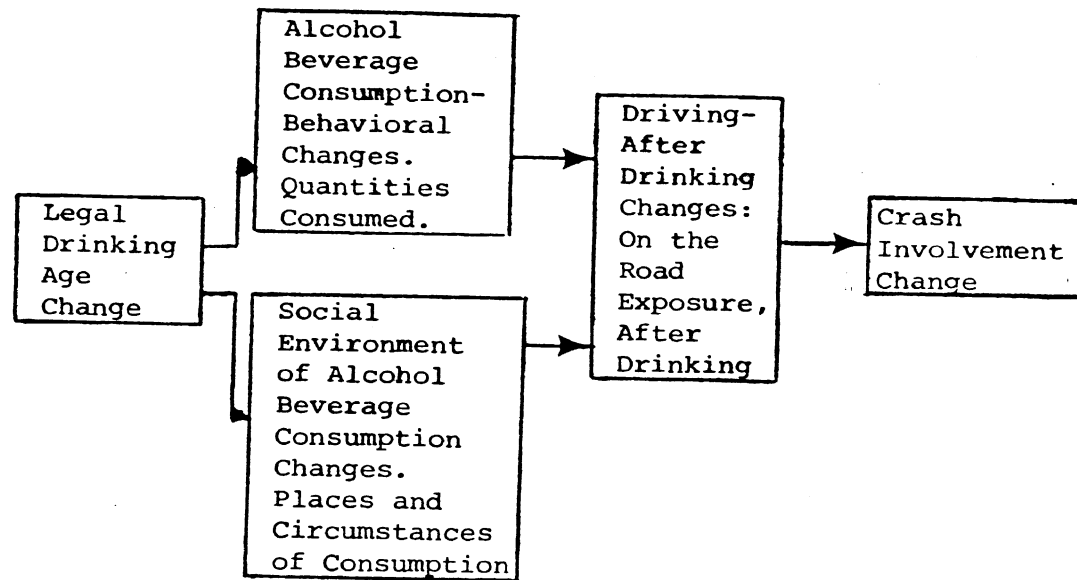 Legal
Drinking
Age
Change
Alcohol
Beverage
Consumption-
Behavioral
Changes.
Quantities
Consumed.
Social
Environment
of Alcohol
Beverage
Consumption
Changes.
Places and
Circumstances
of Consumption
Driving-
After
Drinking
Changes:
On the
Road
Exposure,
After
Drinking
Crash
Involvement
Change